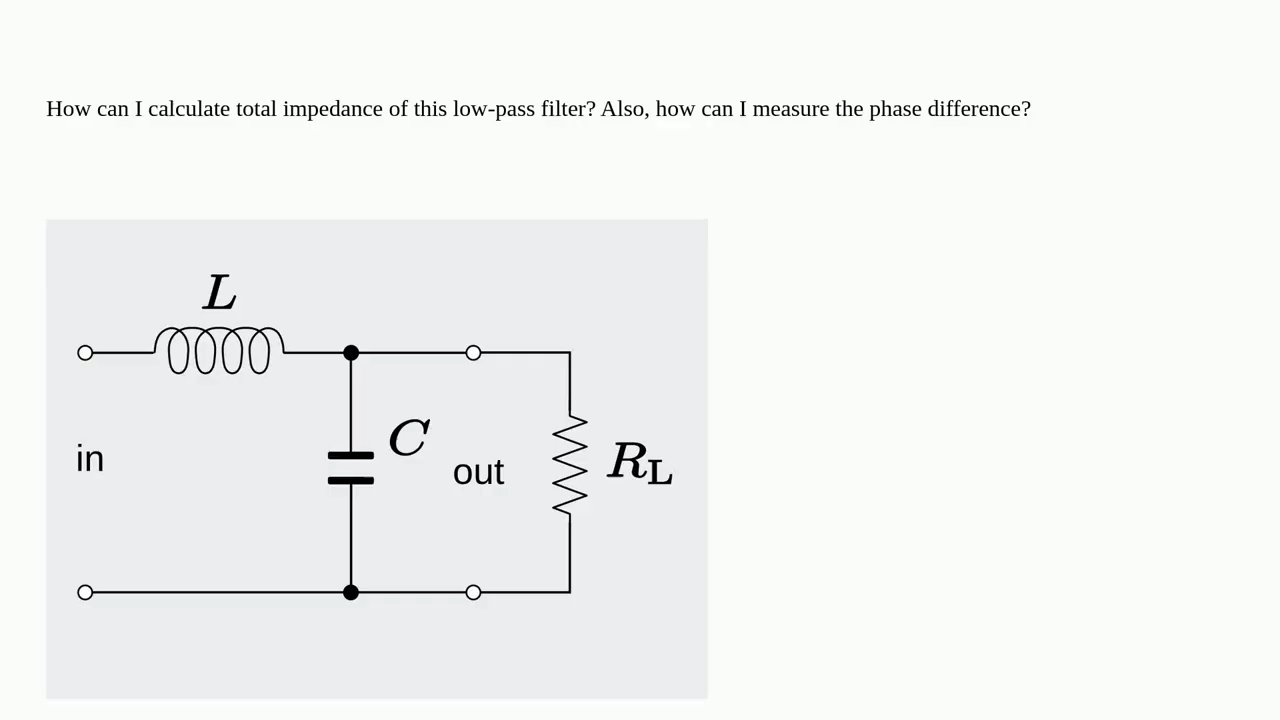 How can I calculate total impedance of this low-pass filter? Also, how can I measure the phase difference?
L
C
in
out
R_L